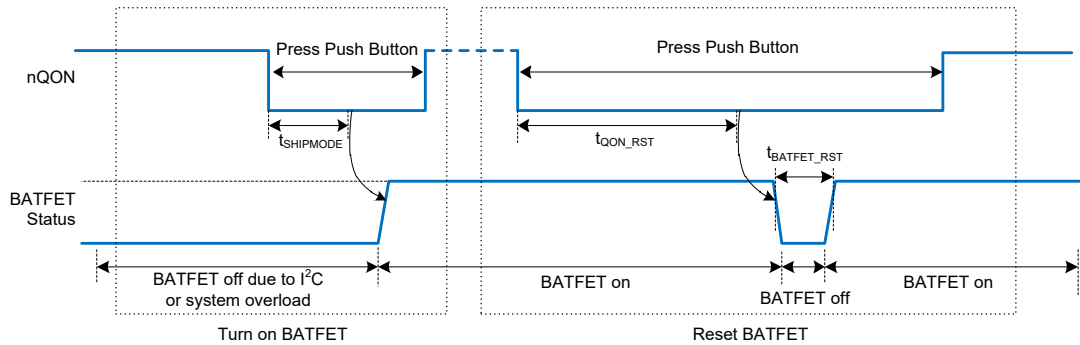 Press Push Button
Press Push Button
nQON
tSHIPMODE
tQON_RST
tBATFET_RST
BATFET
Status
BATFET off due to I²C
or system overload
BATFET on
BATFET off
BATFET on
Turn on BATFET
Reset BATFET